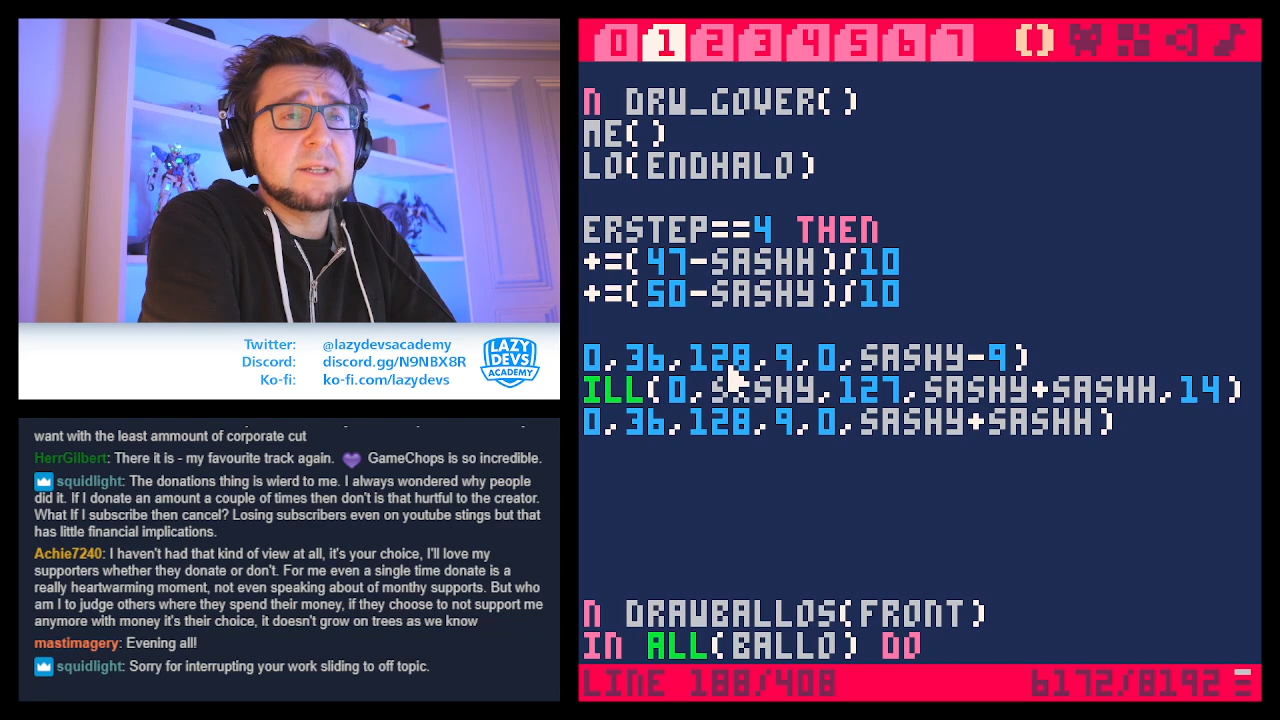 Twitter: @lazydevsacademy
Discord: discord.gg/N9NBX8R
Ko-fi: ko-fi.com/lazydevs
LAZY
DEVS
ACADEMY
want with the least ammount of corporate cut
HerrGilbert: There it is - my favourite track again. 💜 GameChops is so incredible.
squidlight: The donations thing is wierd to me. I always wondered why people
did it. If I donate an amount a couple of times then don't is that hurtful to the creator.
What If I subscribe then cancel? Losing subscribers even on youtube stings but that
has little financial implications.
Achie7240: I haven't had that kind of view at all, it's your choice, I'll love my
supporters whether they donate or don't. For me even a single time donate is a
really heartwarming moment, not even speaking about of monthy supports. But who
am I to judge others where they spend their money, if they choose to not support me
anymore with money it's their choice, it doesn't grow on trees as we know
mastimagery: Evening all!
squidlight: Sorry for interrupting your work sliding to off topic.
0 1 2 3 4 5 6 7 ()
N DRW_GOVER()
ME()
LO(ENDHALO)
ERSTEP==4 THEN
+=(47-SASHH)/10
+=(50-SASHY)/10
0,36,128,9,0,SASHY-9)
ILL(0,SASHY,127,SASHY+SASHH,14)
0,36,128,9,0,SASHY+SASHH)
N DRAWBALLOS(FRONT)
IN ALL(BALLO) DO
LINE 188/408 6172/8192